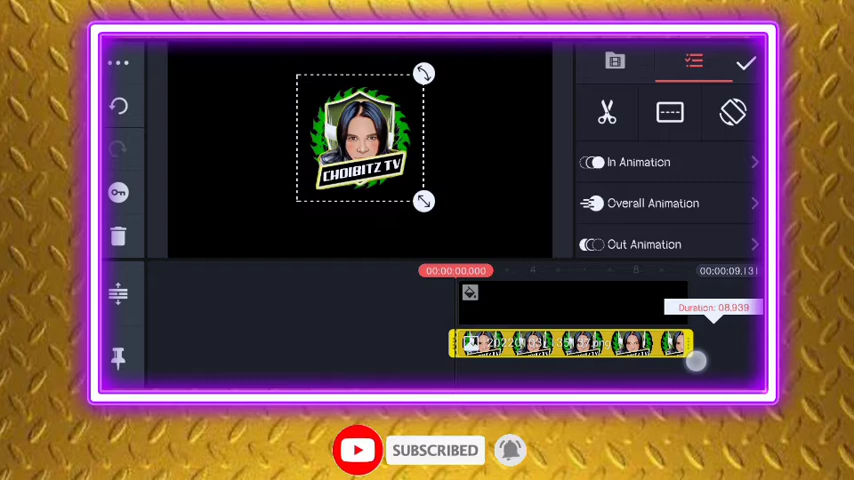 CHOIBITZ TV
In Animation
Overall Animation
Out Animation
00:00:00.000
4
8
00:00:09.131
Duration: 08.939
SUBSCRIBED